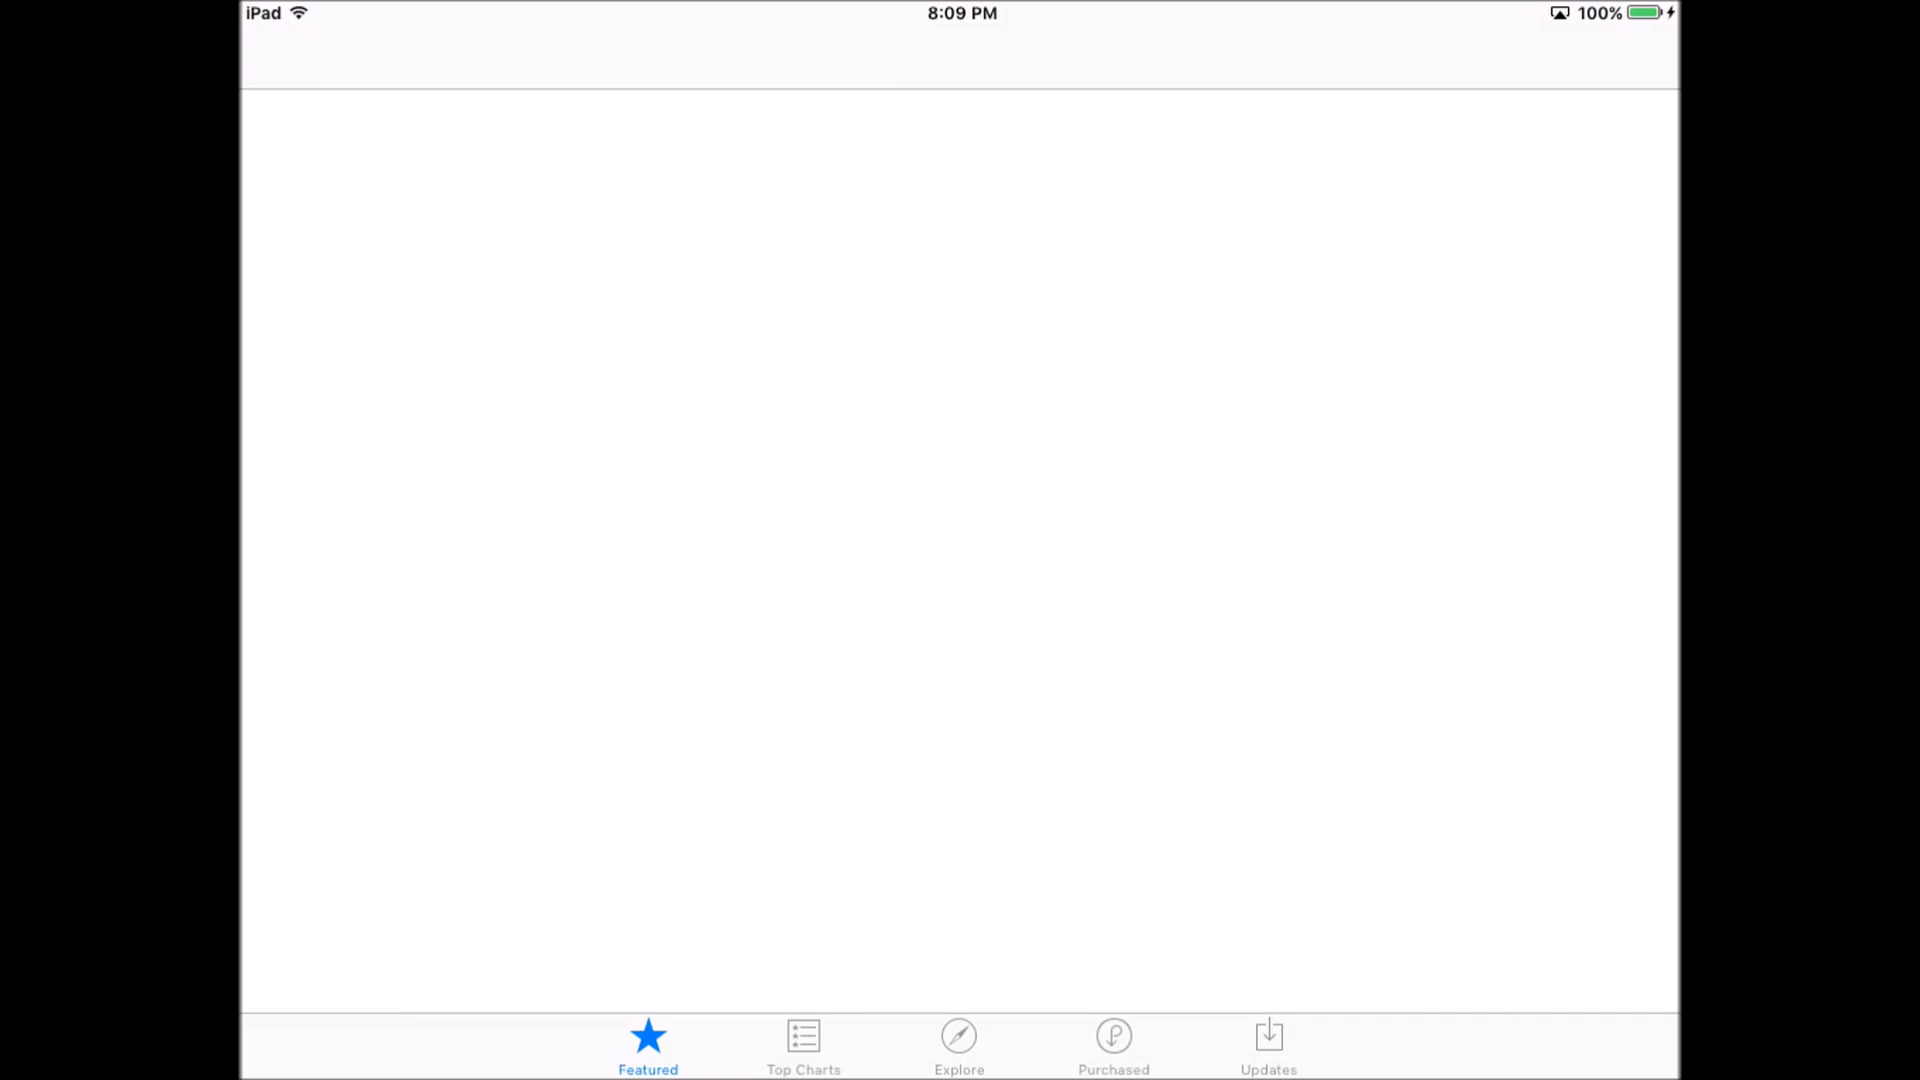 iPad 8:09 PM 100%
Featured Top Charts Explore Purchased Updates